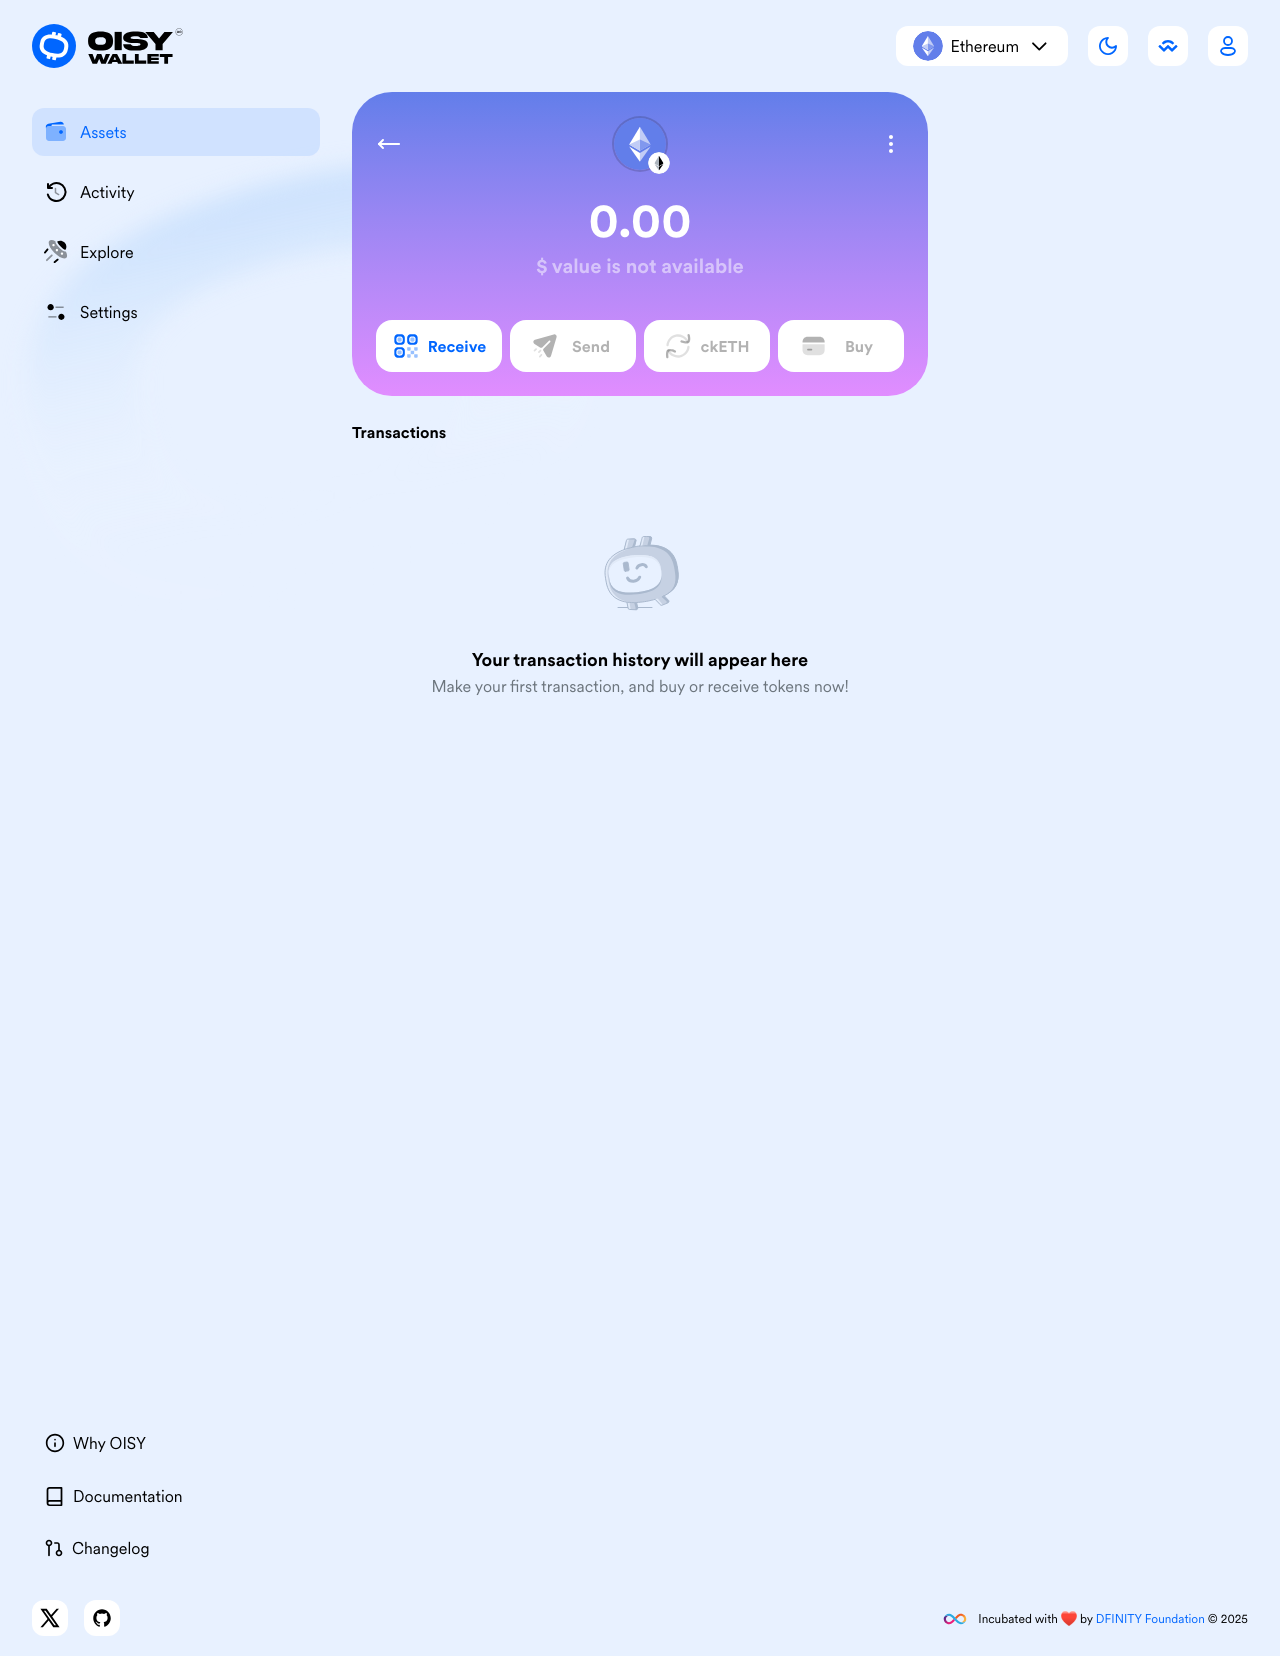 OISY
WALLET
Ethereum
Assets
Activity
Explore
Settings
0.00
$ value is not available
Receive
Send
ckETH
Buy
Transactions
Your transaction history will appear here
Make your first transaction, and buy or receive tokens now!
Why OISY
Documentation
Changelog
Incubated with ❤️ by DFINITY Foundation © 2025